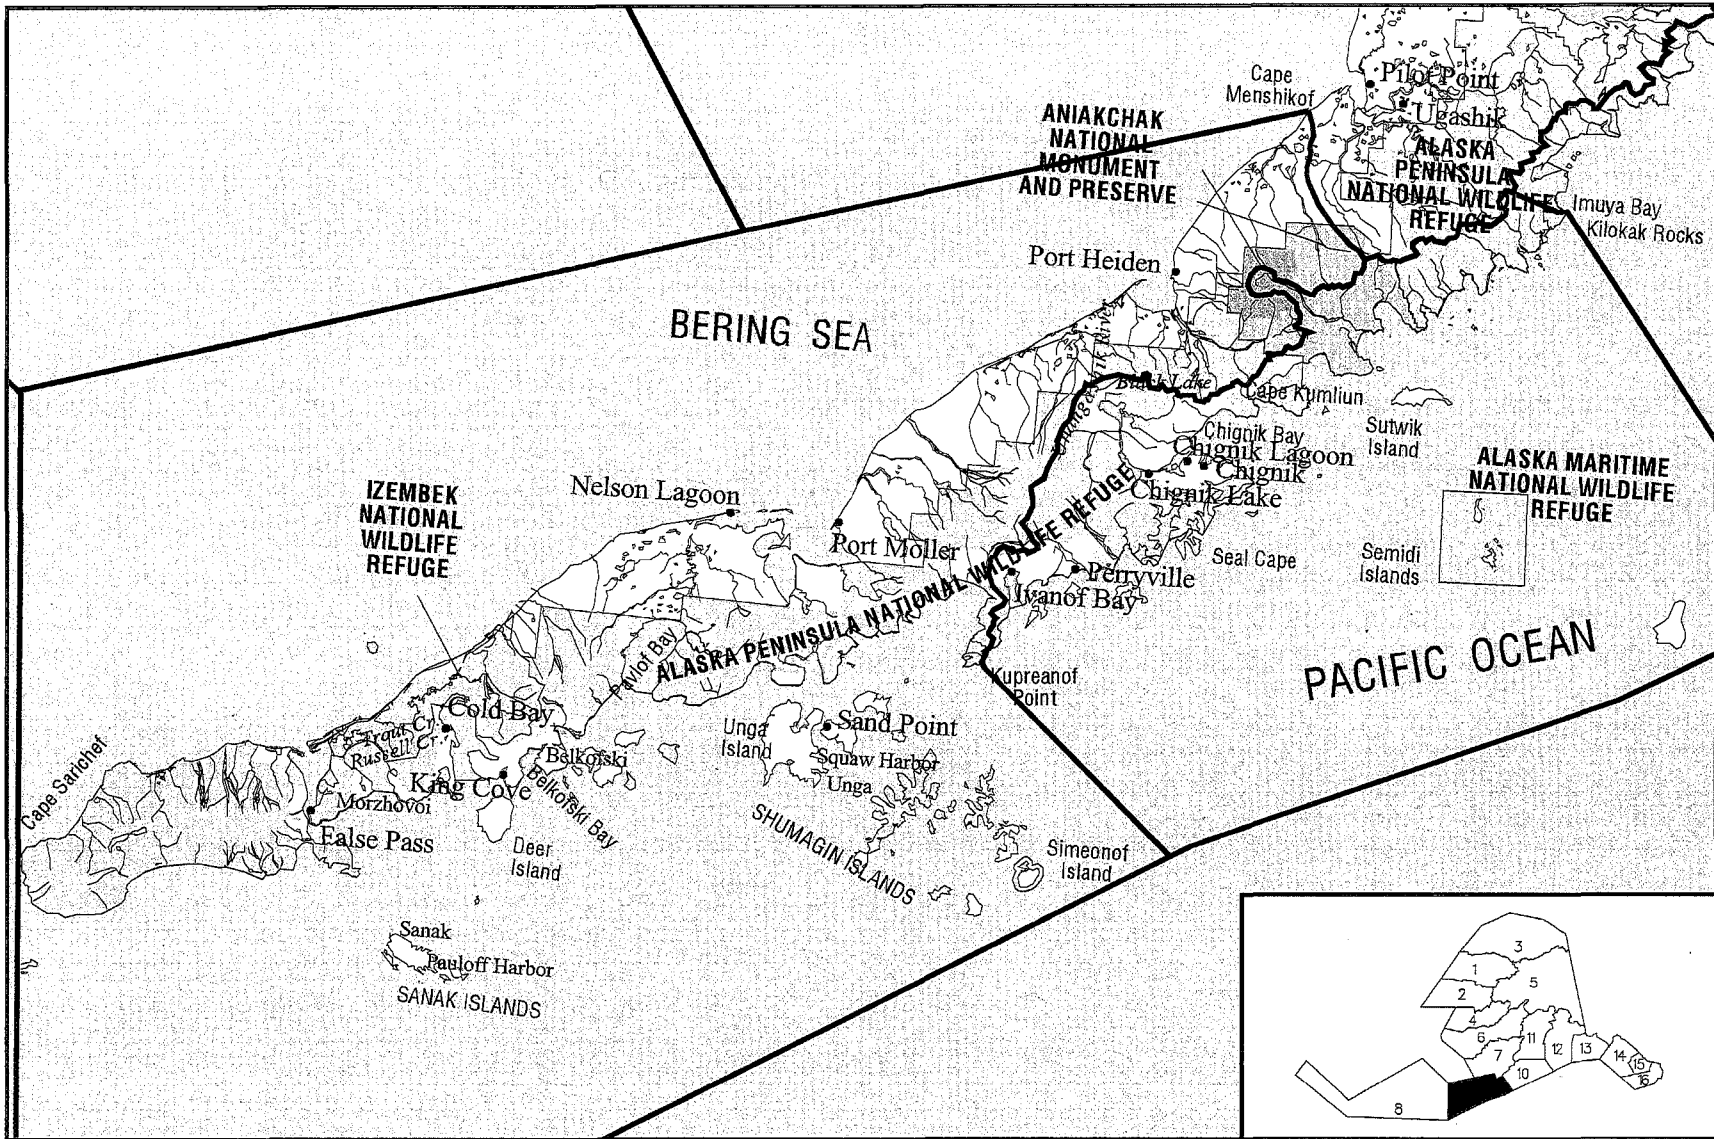 Cape
Menshikof
Pilot Point
Ugashik
ANIAKCHAK
NATIONAL
MONUMENT
AND PRESERVE
ALASKA
PENINSULA
NATIONAL WILDLIFE
REFUGE
Imuya Bay
Kilokak Rocks
Port Heiden
BERING SEA
Black Lake
Cape Kumliun
Sutwik
Island
Chignik Bay
Chignik Lagoon
Chignik
Chignik Lake
ALASKA MARITIME
NATIONAL WILDLIFE
REFUGE
IZEMBEK
NATIONAL
WILDLIFE
REFUGE
Nelson Lagoon
Port Moller
Seal Cape
Semidi
Islands
Perryville
Ivanof Bay
ALASKA PENINSULA NATIONAL WILDLIFE REFUGE
Pavlof Bay
PACIFIC OCEAN
Kupreanof
Point
Cold Bay
Trout Cr.
Russell Cr.
Unga
Island
Sand Point
Squaw Harbor
Unga
Belkofski
King Cove
Belkofski Bay
Cape Sarichef
Morzhovoi
False Pass
Deer
Island
SHUMAGIN ISLANDS
Simeonof
Island
Sanak
Pauloff Harbor
SANAK ISLANDS
3
1
5
2
4
6
11
7
12
13
14
15
10
16
8